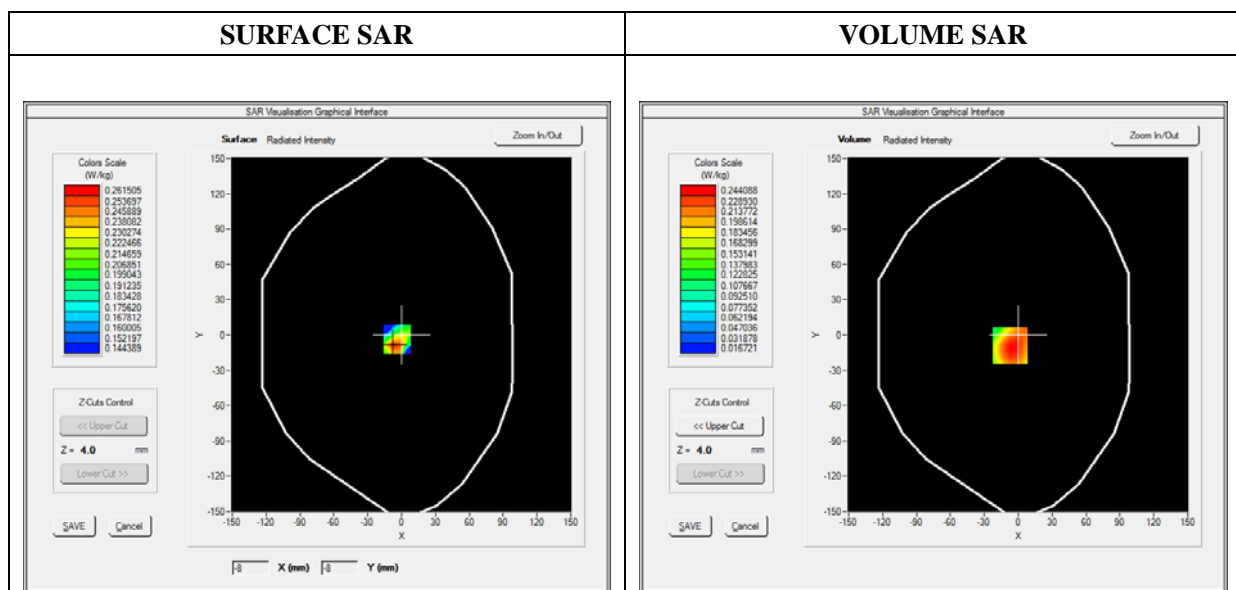 SURFACE SAR
VOLUME SAR
SAR Visualisation Graphical Interface
Surface Radiated Intensity
Zoom In/Out
Colors Scale
(W/kg)
0.261505
0.253697
0.245889
0.238082
0.230274
0.222466
0.214659
0.206851
0.199043
0.191235
0.183428
0.175620
0.167812
0.160005
0.152197
0.144389
Z-Cuts Control
<< Upper Cut
Z = 4.0 mm
Lower Cut >>
SAVE Cancel
150
120
90
60
30
0
-30
-60
-90
-120
-150
Y
-150 -120 -90 -60 -30 0 30 60 90 120 150
X
-8 X (mm) -8 Y (mm)
SAR Visualisation Graphical Interface
Volume Radiated Intensity
Zoom In/Out
Colors Scale
(W/kg)
0.244088
0.228930
0.213772
0.198614
0.183456
0.168299
0.153141
0.137983
0.122825
0.107667
0.092510
0.077352
0.062194
0.047036
0.031878
0.016721
Z-Cuts Control
<< Upper Cut
Z = 4.0 mm
Lower Cut >>
SAVE Cancel
150
120
90
60
30
0
-30
-60
-90
-120
-150
Y
-150 -120 -90 -60 -30 0 30 60 90 120 150
X